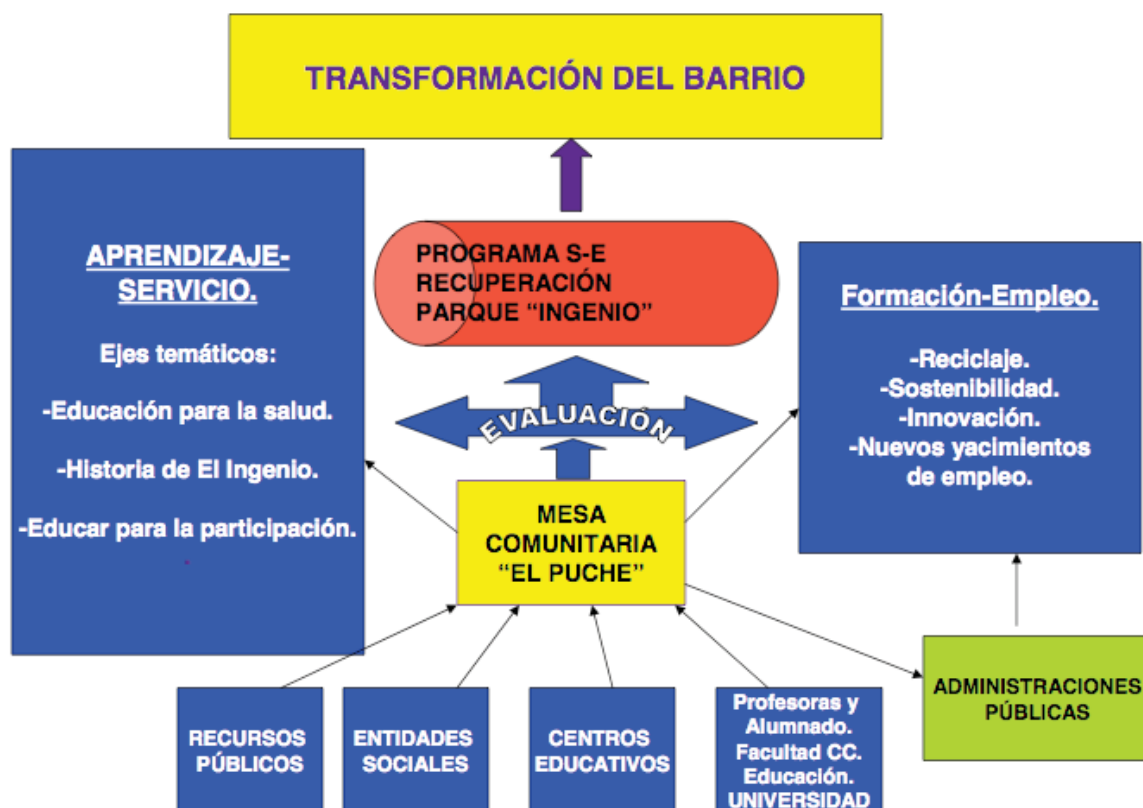 TRANSFORMACIÓN DEL BARRIO
APRENDIZAJE-
SERVICIO.
Ejes temáticos:
-Educación para la salud.
-Historia de El Ingenio.
-Educar para la participación.
PROGRAMA S-E
RECUPERACIÓN
PARQUE “INGENIO”
Formación-Empleo.
-Reciclaje.
-Sostenibilidad.
-Innovación.
-Nuevos yacimientos
de empleo.
EVALUACIÓN
MESA
COMUNITARIA
“EL PUCHE”
RECURSOS
PÚBLICOS
ENTIDADES
SOCIALES
CENTROS
EDUCATIVOS
Profesoras y
Alumnado.
Facultad CC.
Educación.
UNIVERSIDAD
ADMINISTRACIONES
PÚBLICAS